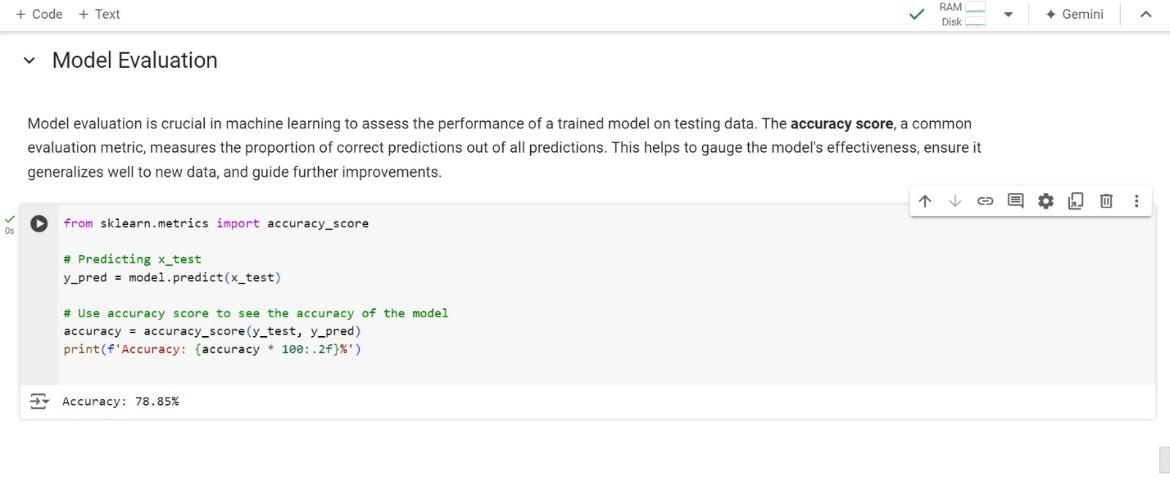 + Code + Text
RAM
Disk
Gemini
Model Evaluation
Model evaluation is crucial in machine learning to assess the performance of a trained model on testing data. The accuracy score, a common
evaluation metric, measures the proportion of correct predictions out of all predictions. This helps to gauge the model's effectiveness, ensure it
generalizes well to new data, and guide further improvements.
0s
from sklearn.metrics import accuracy_score
# Predicting x_test
y_pred = model.predict(x_test)
# Use accuracy score to see the accuracy of the model
accuracy = accuracy_score(y_test, y_pred)
print(f'Accuracy: {accuracy * 100:.2f}%')
Accuracy: 78.85%